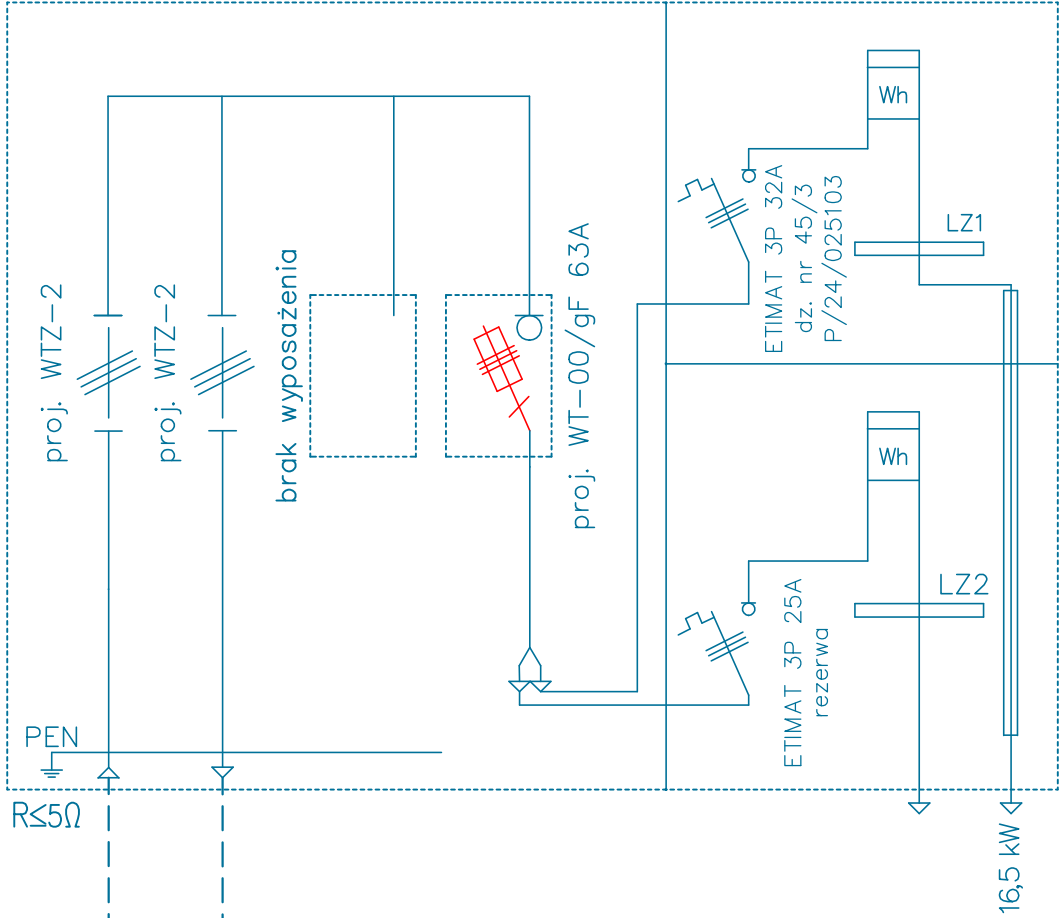 proj. WTZ-2
proj. WTZ-2
brak wyposażenia
proj. WT-00/gF 63A
ETIMAT 3P 32A
dz. nr 45/3
P/24/025103
Wh
LZ1
ETIMAT 3P 25A
rezerwa
Wh
LZ2
PEN
R≤5Ω
16,5 kW